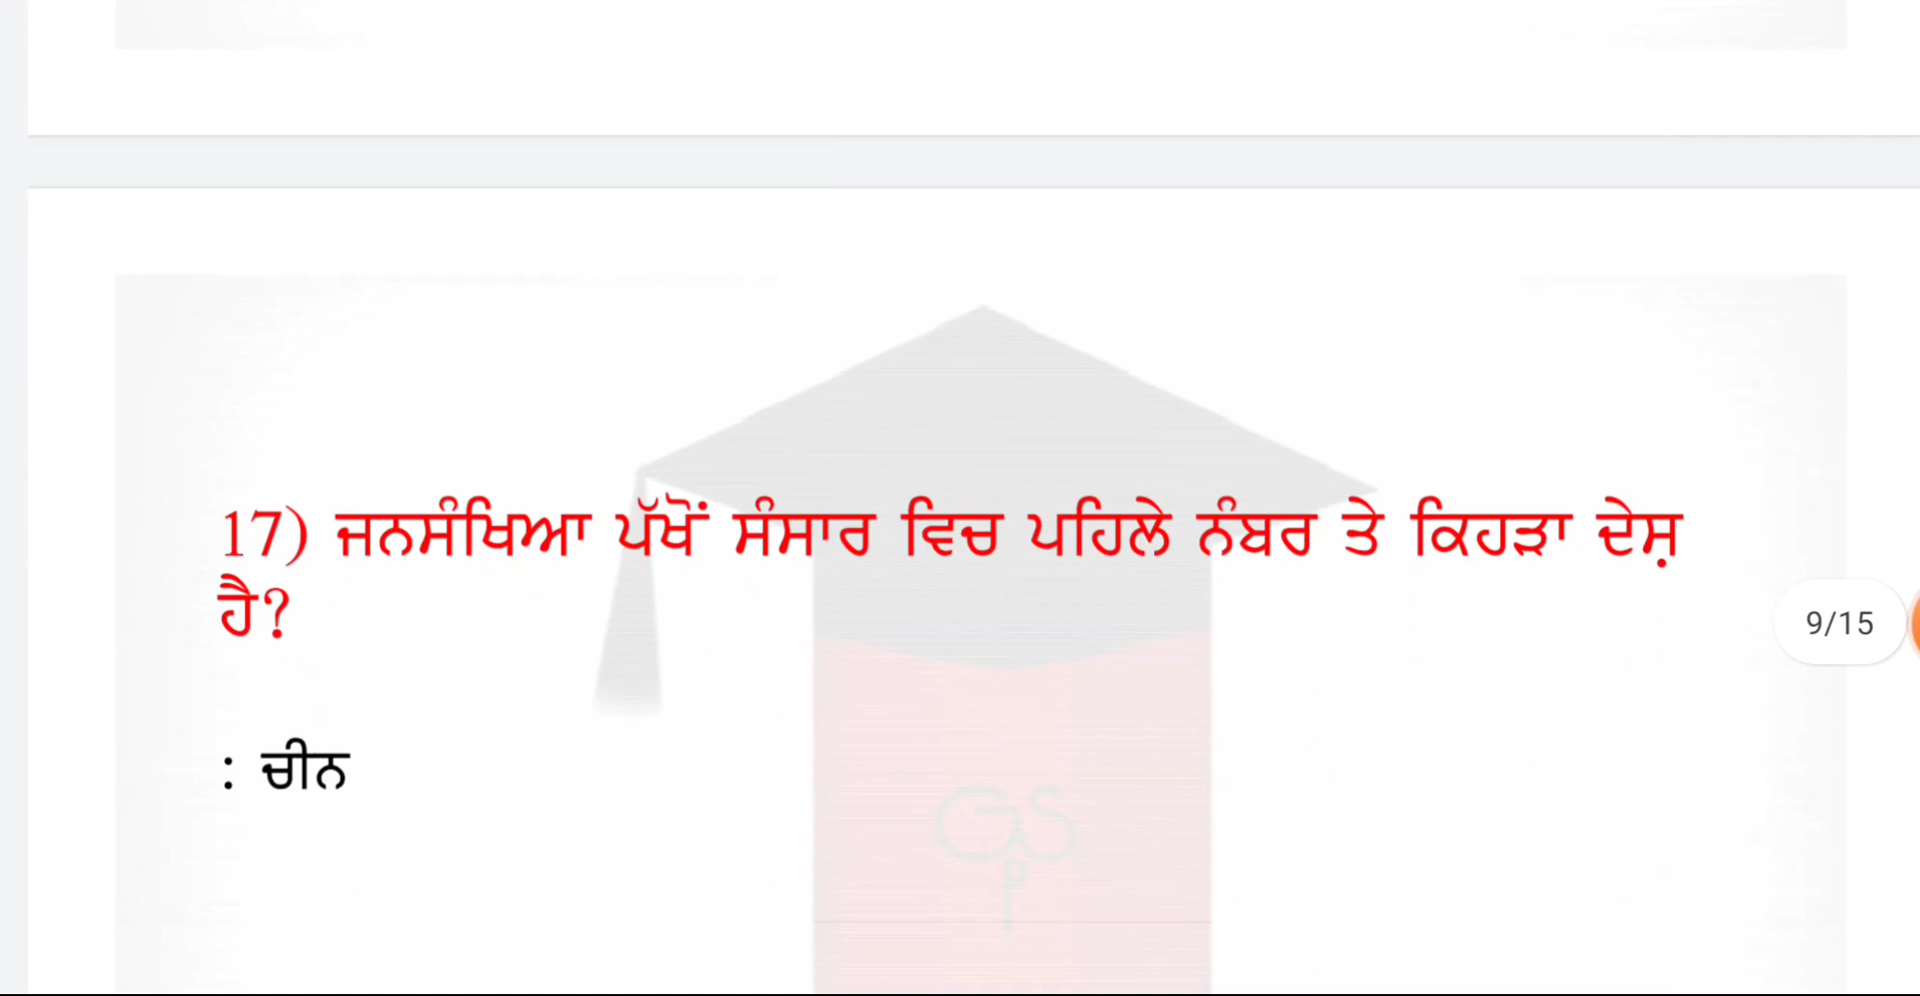 17) ਜਨਸੰਖਿਆ ਪੱਖੋਂ ਸੰਸਾਰ ਵਿਚ ਪਹਿਲੇ ਨੰਬਰ ਤੇ ਕਿਹੜਾ ਦੇਸ਼
ਹੈ?
9/15
: ਚੀਨ